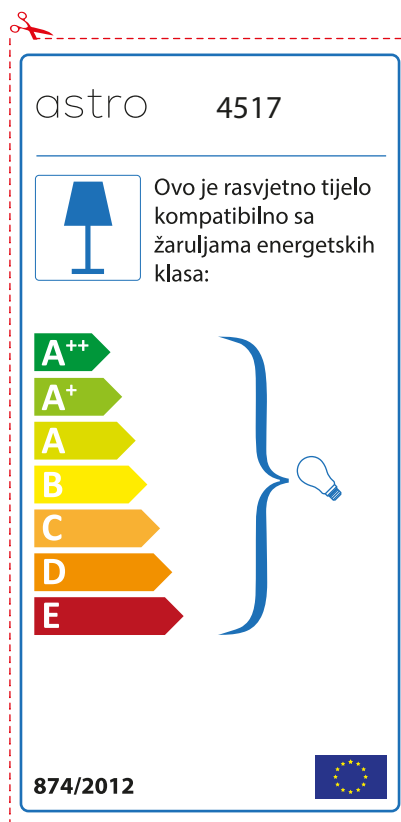 astro 4517
Ovo je rasvjetno tijelo
kompatibilno sa
žaruljama energetskih
klasa:
A++
A+
A
B
C
D
E
874/2012